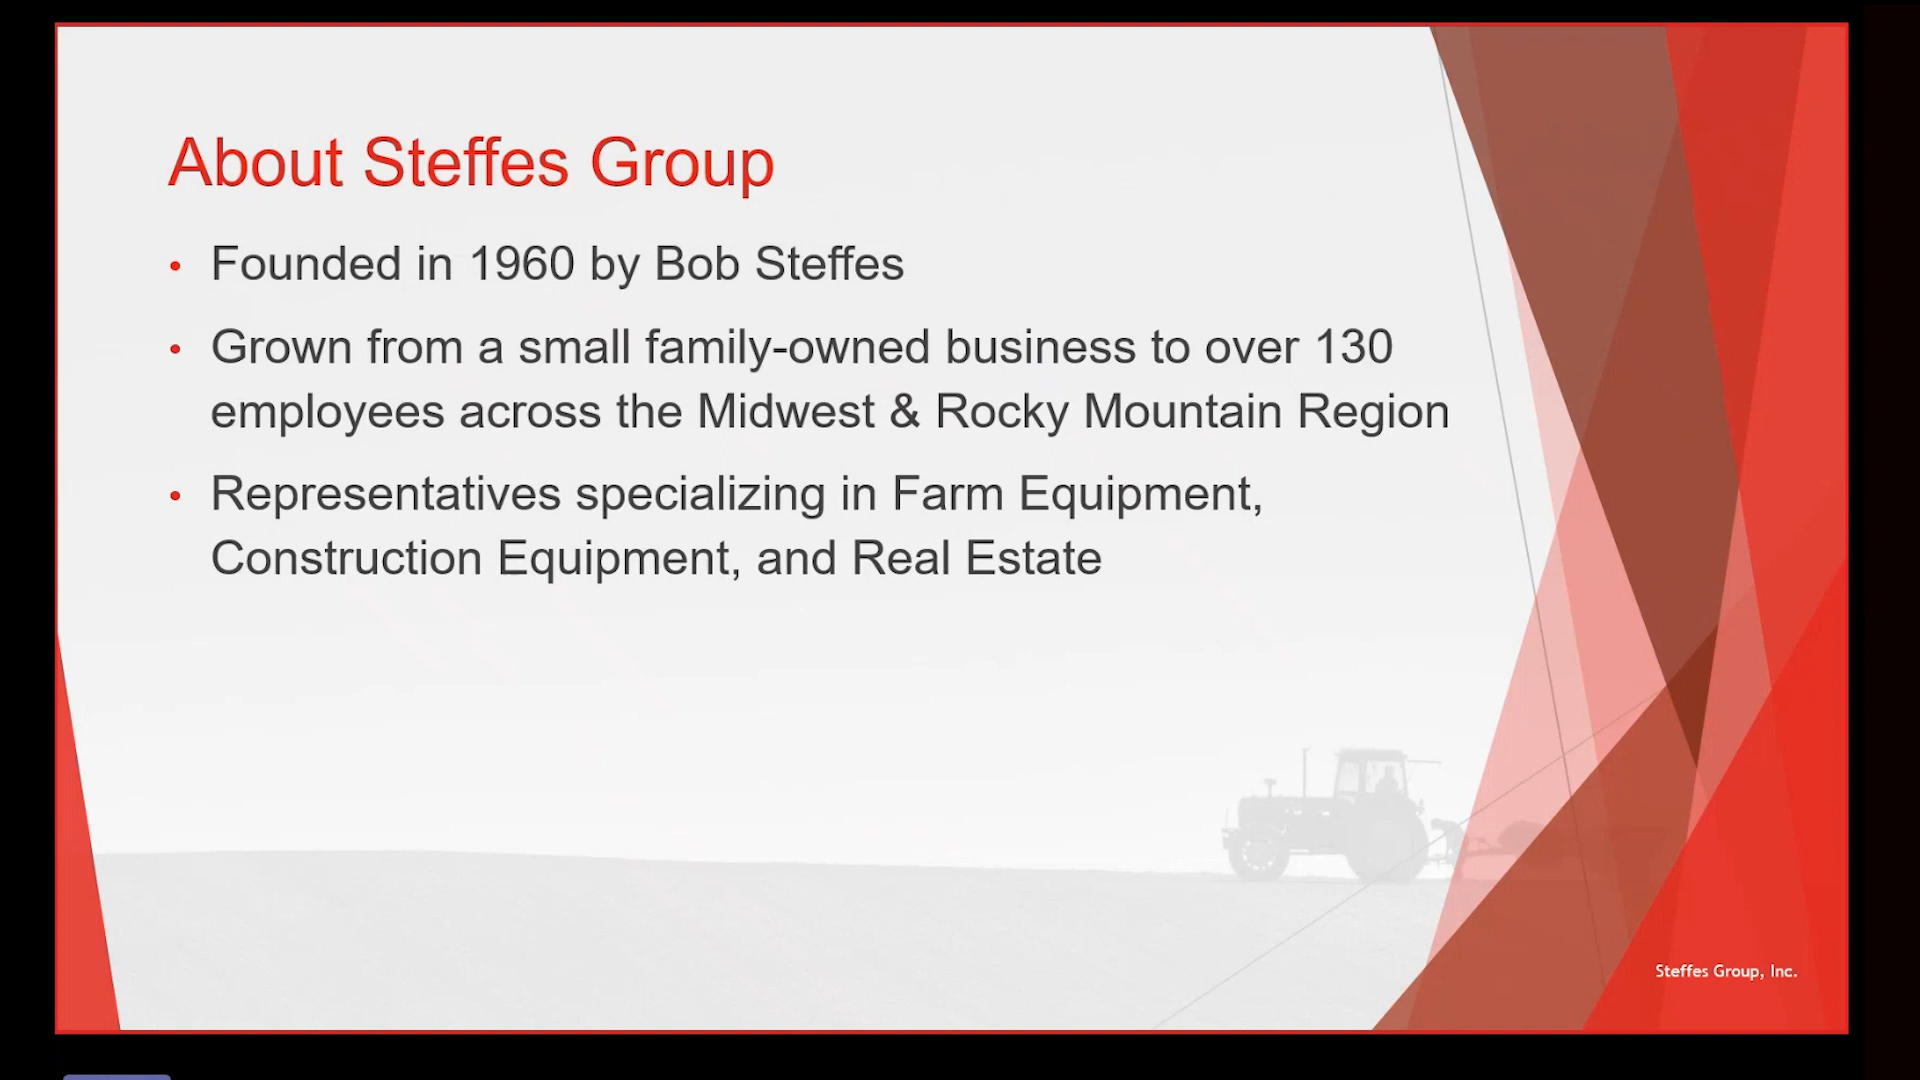 About Steffes Group
• Founded in 1960 by Bob Steffes
• Grown from a small family-owned business to over 130
employees across the Midwest & Rocky Mountain Region
• Representatives specializing in Farm Equipment,
Construction Equipment, and Real Estate
Steffes Group, Inc.